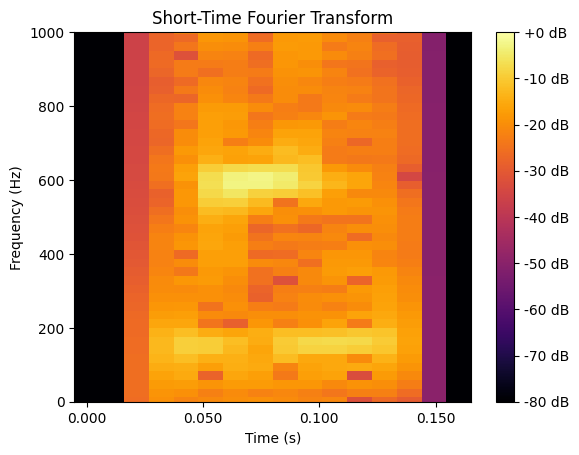 Short-Time Fourier Transform
1000
800
600
400
200
0
Frequency (Hz)
0.000
0.050
0.100
0.150
Time (s)
+0 dB
-10 dB
-20 dB
-30 dB
-40 dB
-50 dB
-60 dB
-70 dB
-80 dB